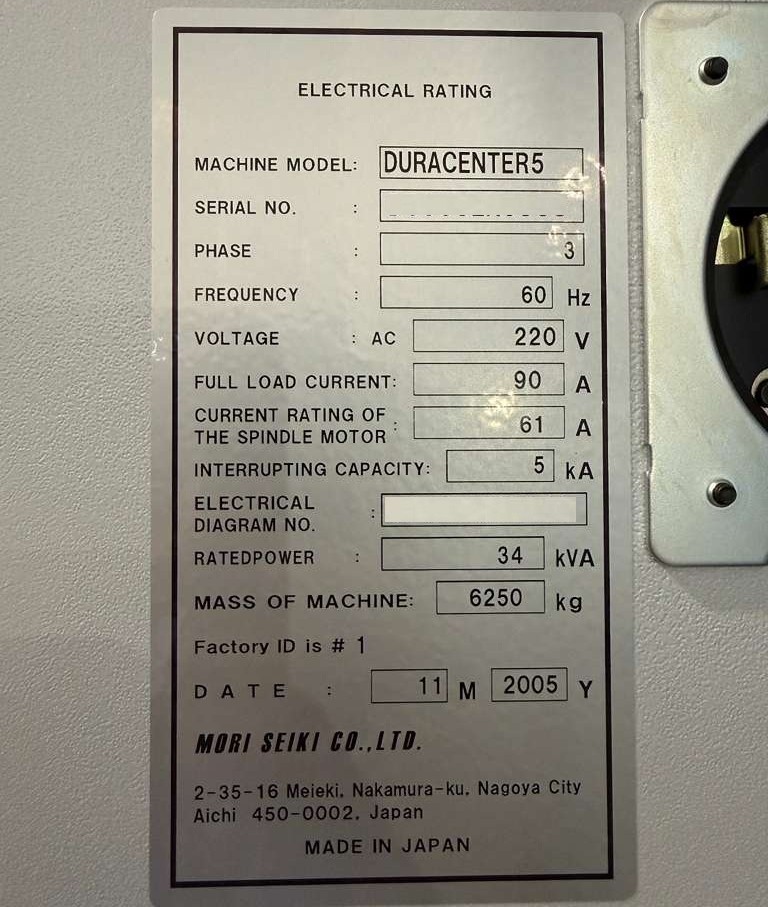 ELECTRICAL RATING
MACHINE MODEL: DURACENTER5
SERIAL NO. :
PHASE : 3
FREQUENCY : 60 Hz
VOLTAGE : AC 220 V
FULL LOAD CURRENT: 90 A
CURRENT RATING OF
THE SPINDLE MOTOR : 61 A
INTERRUPTING CAPACITY: 5 kA
ELECTRICAL
DIAGRAM NO. :
RATEDPOWER : 34 kVA
MASS OF MACHINE: 6250 kg
Factory ID is # 1
DATE : 11 M 2005 Y
MORI SEIKI CO.,LTD.
2-35-16 Meieki, Nakamura-ku, Nagoya City
Aichi 450-0002, Japan
MADE IN JAPAN